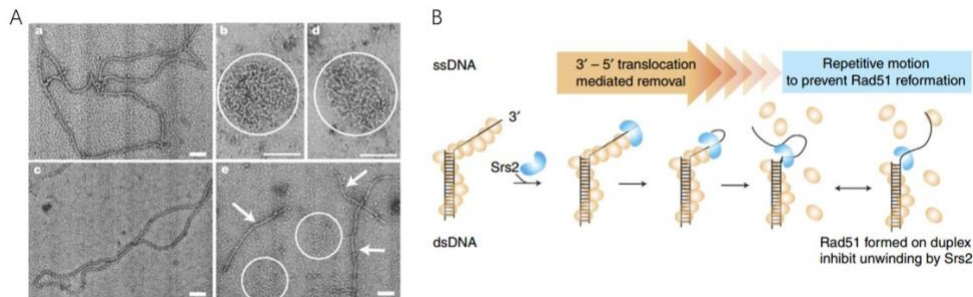 A
a
b
d
c
e
B
ssDNA
3′ – 5′ translocation
mediated removal
Repetitive motion
to prevent Rad51 reformation
3′
Srs2
dsDNA
Rad51 formed on duplex
inhibit unwinding by Srs2